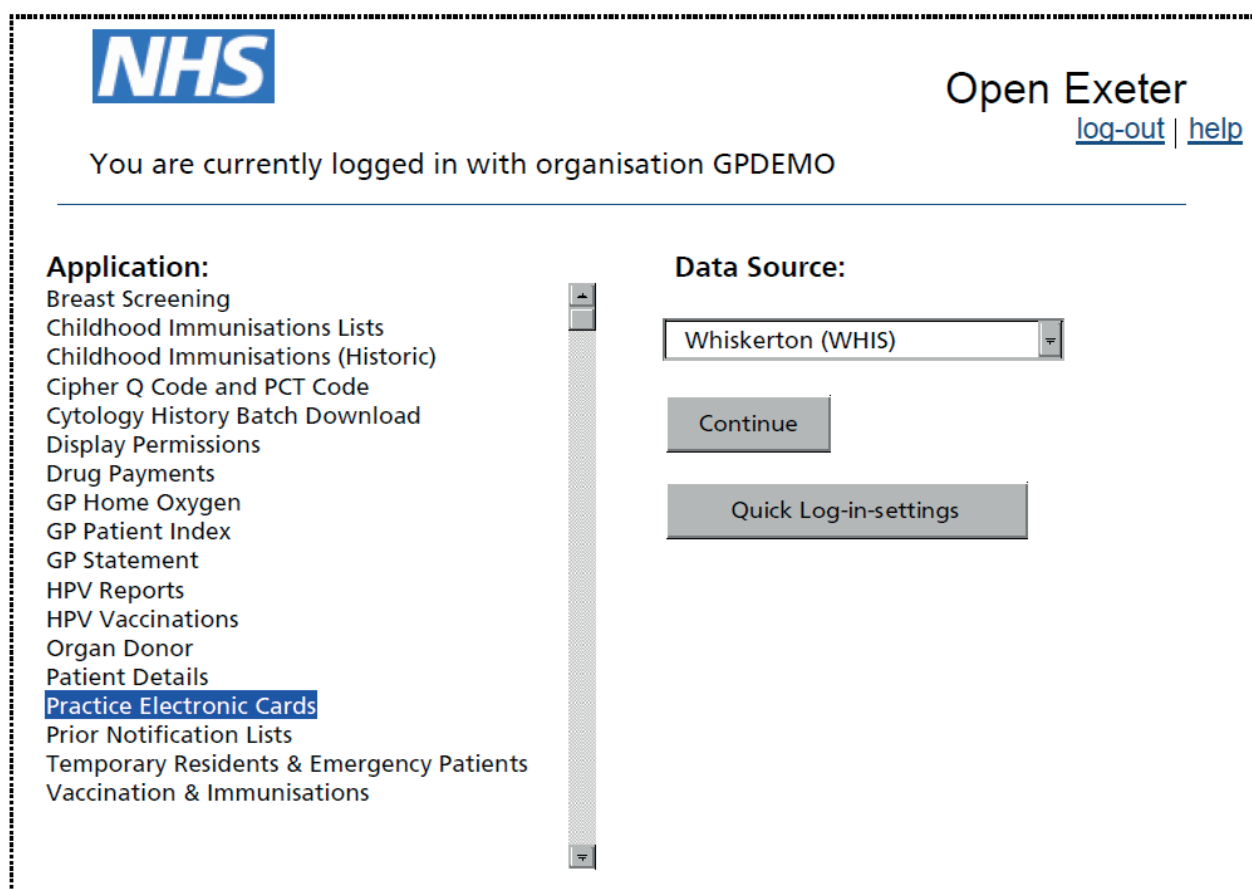 NHS
Open Exeter
log-out | help
You are currently logged in with organisation GPDEMO
Application:
Breast Screening
Childhood Immunisations Lists
Childhood Immunisations (Historic)
Cipher Q Code and PCT Code
Cytology History Batch Download
Display Permissions
Drug Payments
GP Home Oxygen
GP Patient Index
GP Statement
HPV Reports
HPV Vaccinations
Organ Donor
Patient Details
Practice Electronic Cards
Prior Notification Lists
Temporary Residents & Emergency Patients
Vaccination & Immunisations
Data Source:
Whiskerton (WHIS)
Continue
Quick Log-in-settings